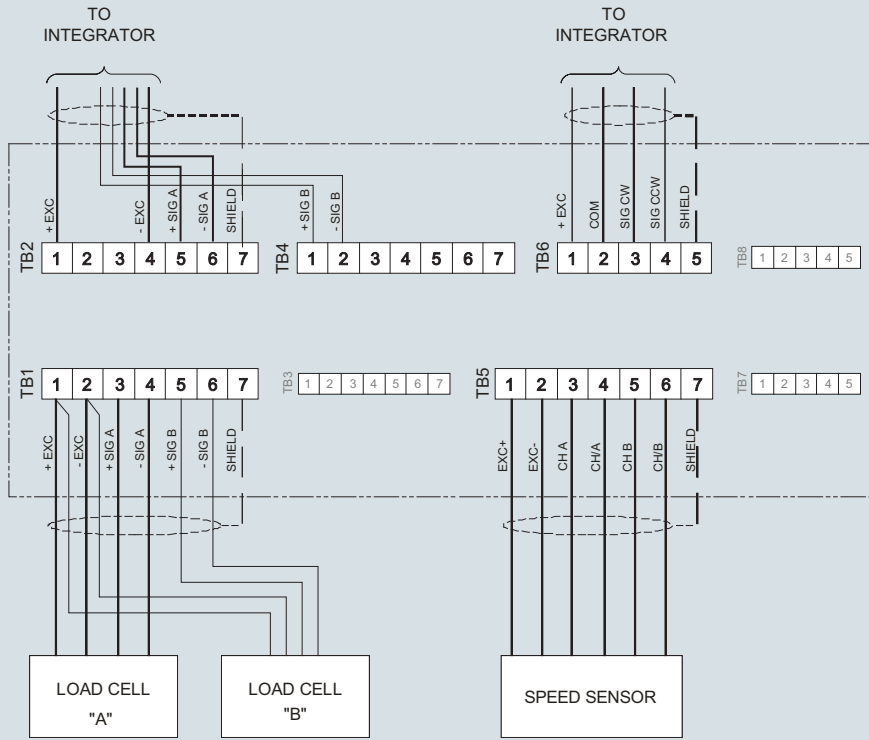 TO
INTEGRATOR
TO
INTEGRATOR
+ EXC
- EXC
+ SIG A
- SIG A
SHIELD
+ SIG B
- SIG B
+ EXC
COM
SIG CW
SIG CCW
SHIELD
TB2
1 2 3 4 5 6 7
TB4
1 2 3 4 5 6 7
TB6
1 2 3 4 5
TB8
1 2 3 4 5
TB1
1 2 3 4 5 6 7
TB3
1 2 3 4 5 6 7
TB5
1 2 3 4 5 6 7
TB7
1 2 3 4 5
+ EXC
- EXC
+ SIG A
- SIG A
+ SIG B
- SIG B
SHIELD
EXC+
EXC-
CH A
CH/A
CH B
CH/B
SHIELD
LOAD CELL
"A"
LOAD CELL
"B"
SPEED SENSOR